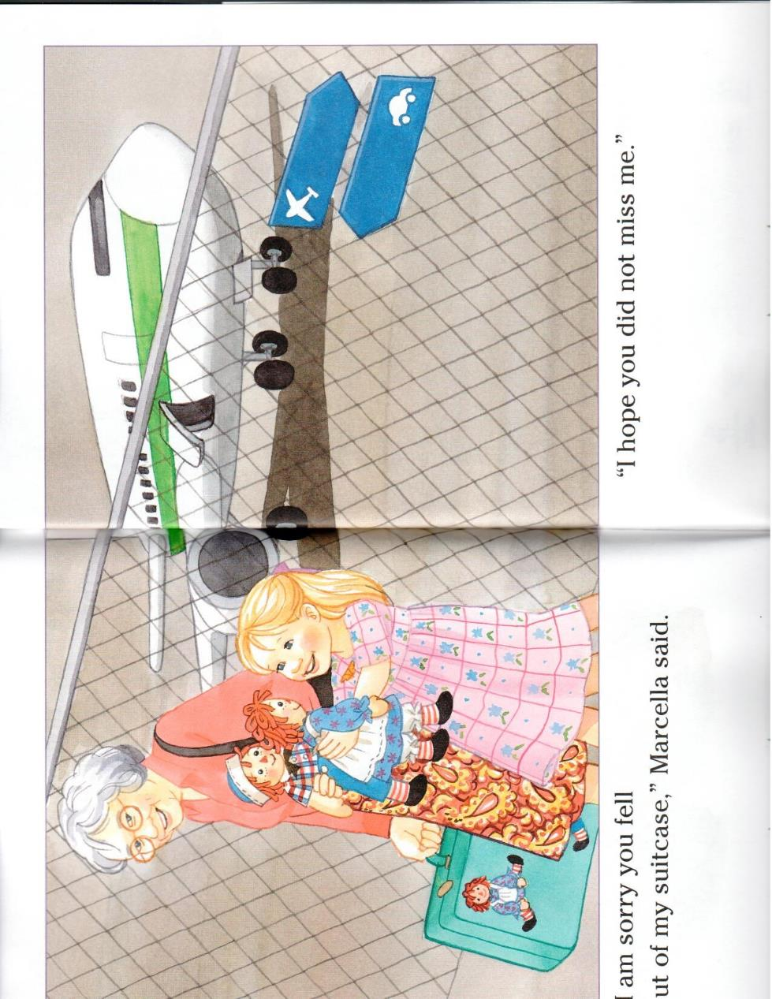 I am sorry you fell
ut of my suitcase,” Marcella said.
“I hope you did not miss me.”